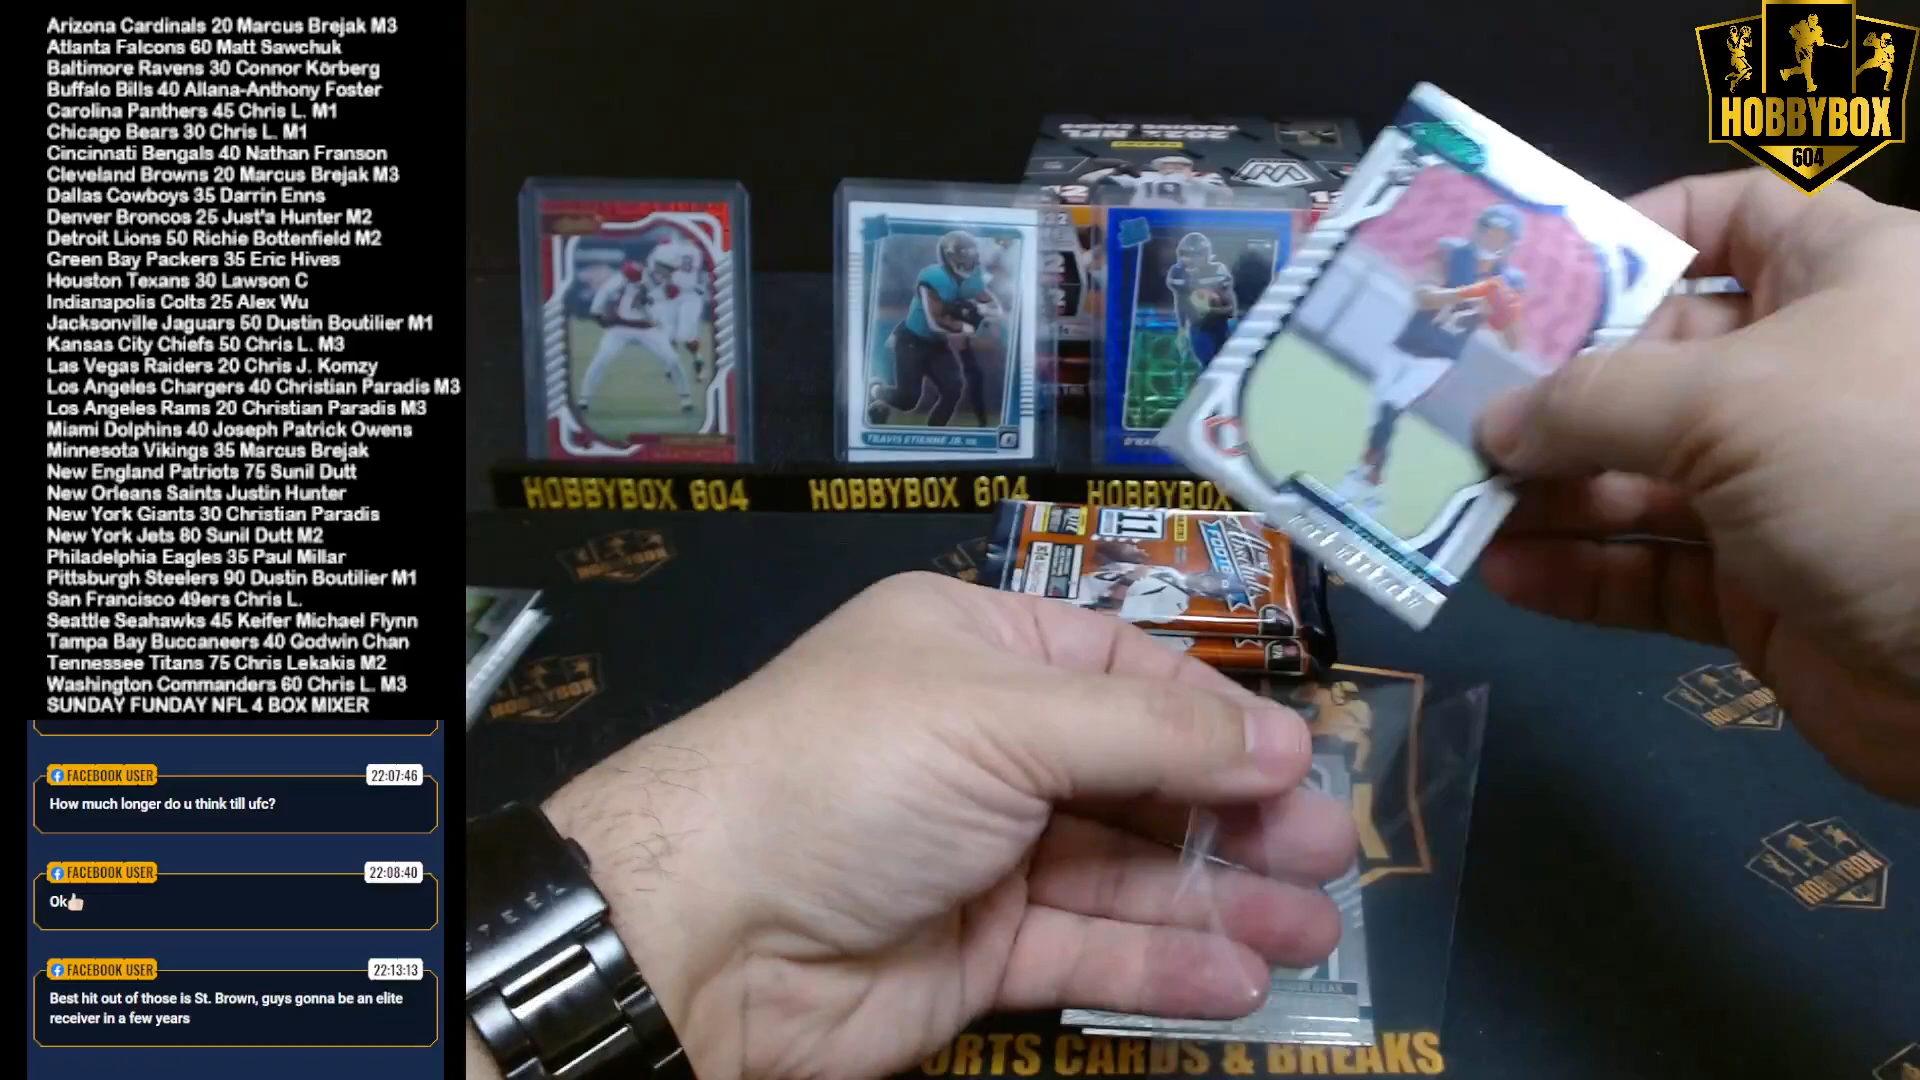 Arizona Cardinals 20 Marcus Brejak M3
Atlanta Falcons 60 Matt Sawchuk
Baltimore Ravens 30 Connor Körberg
Buffalo Bills 40 Allana-Anthony Foster
Carolina Panthers 45 Chris L. M1
Chicago Bears 30 Chris L. M1
Cincinnati Bengals 40 Nathan Franson
Cleveland Browns 20 Marcus Brejak M3
Dallas Cowboys 35 Darrin Enns
Denver Broncos 25 Just'a Hunter M2
Detroit Lions 50 Richie Bottenfield M2
Green Bay Packers 35 Eric Hives
Houston Texans 30 Lawson C
Indianapolis Colts 25 Alex Wu
Jacksonville Jaguars 50 Dustin Boutilier M1
Kansas City Chiefs 50 Chris L. M3
Las Vegas Raiders 20 Chris J. Komzy
Los Angeles Chargers 40 Christian Paradis M3
Los Angeles Rams 20 Christian Paradis M3
Miami Dolphins 40 Joseph Patrick Owens
Minnesota Vikings 35 Marcus Brejak
New England Patriots 75 Sunil Dutt
New Orleans Saints Justin Hunter
New York Giants 30 Christian Paradis
New York Jets 80 Sunil Dutt M2
Philadelphia Eagles 35 Paul Millar
Pittsburgh Steelers 90 Dustin Boutilier M1
San Francisco 49ers Chris L.
Seattle Seahawks 45 Keifer Michael Flynn
Tampa Bay Buccaneers 40 Godwin Chan
Tennessee Titans 75 Chris Lekakis M2
Washington Commanders 60 Chris L. M3
SUNDAY FUNDAY NFL 4 BOX MIXER
FACEBOOK USER 22:07:46
How much longer do u think till ufc?
FACEBOOK USER 22:08:40
Ok👍🏻
FACEBOOK USER 22:13:13
Best hit out of those is St. Brown, guys gonna be an elite
receiver in a few years
HOBBYBOX
604
TRAVIS ETIENNE JR.
HOBBYBOX 604
HOBBYBOX 604
HOBBYBOX
11
Absolute
FOOTBALL
HOBBYBOX
HOBBYBOX
HOBBYBOX
HOBBYBOX
ORTS CARDS & BREAKS